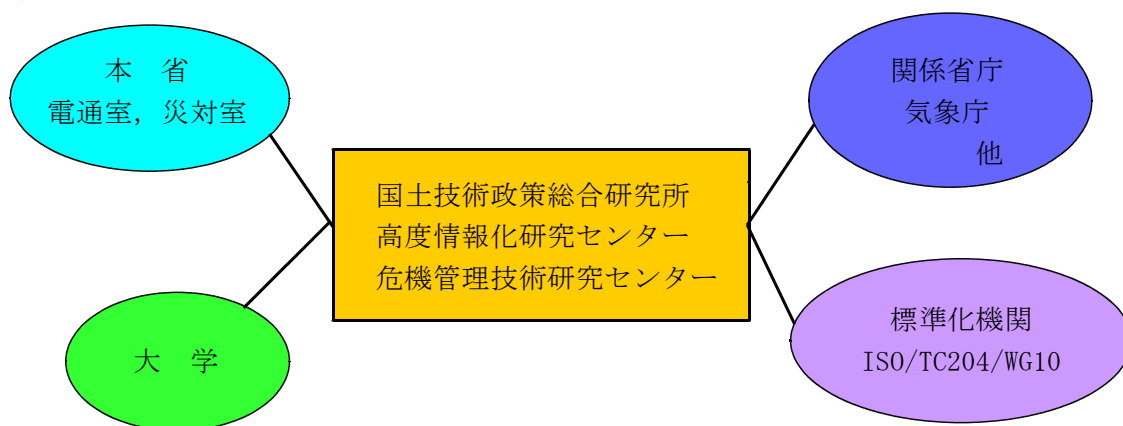 本　省
電通室，災対室
関係省庁
気象庁
他
国土技術政策総合研究所
高度情報化研究センター
危機管理技術研究センター
大　学
標準化機関
ISO/TC204/WG10